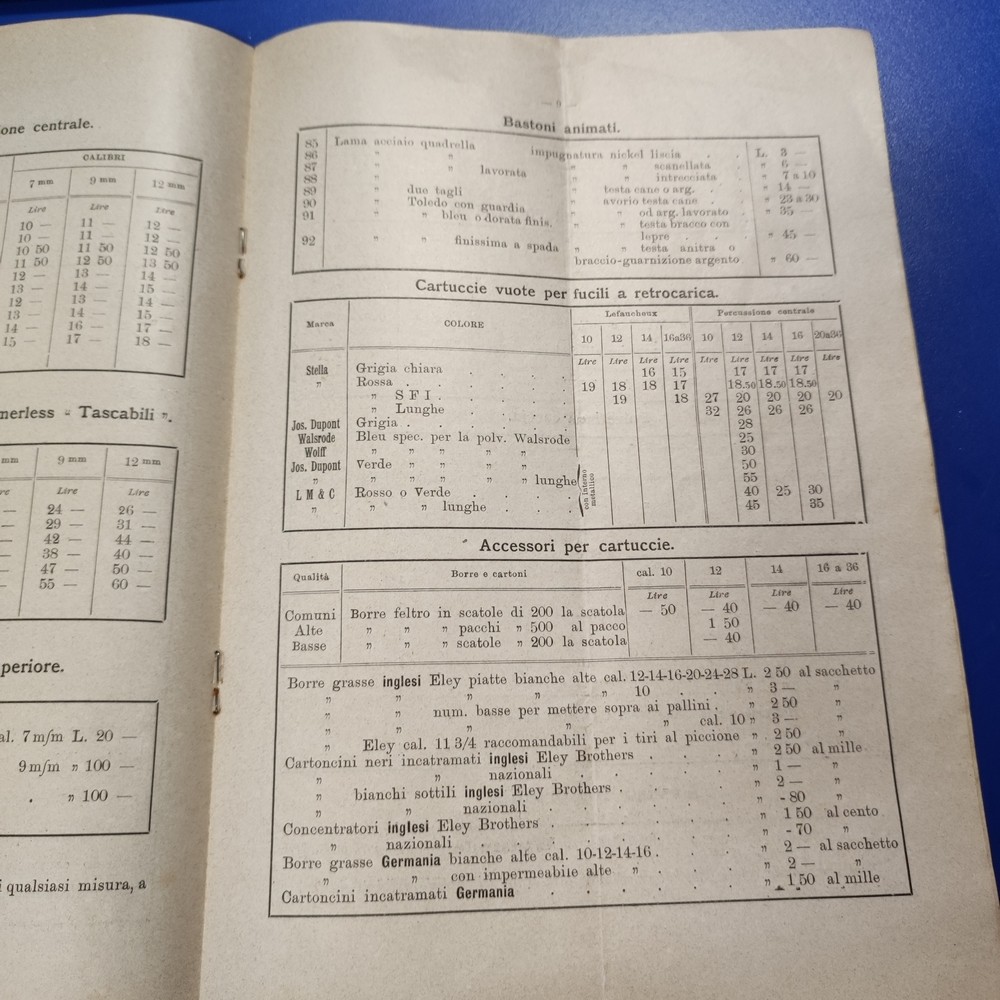 one centrale.
CALIBRI
7 mm 9 mm 12 mm
Lire Lire Lire
10 — 11 — 12 —
10 — 11 — 12 —
10 50 11 50 12 50
11 50 12 50 13 50
12 — 13 — 14 —
13 — 14 — 15 —
12 — 13 — 14 —
13 — 14 — 15 —
14 — 16 — 17 —
15 — 17 — 18 —
merless “ Tascabili ”.
mm 9 mm 12 mm
re Lire Lire
— 24 — 26 —
— 29 — 31 —
— 42 — 44 —
— 38 — 40 —
— 47 — 50 —
— 55 — 60 —
periore.
al. 7 m/m L. 20 —
9 m/m „ 100 —
. „ 100 —
i qualsiasi misura, a
— 9 —
Bastoni animati.
85 Lama acciaio quadrella impugnatura nickel liscia . . L. 3 —
86 „ „ „ „ scanellata . „ 6 —
87 „ lavorata „ „ intrecciata . „ 7 a 10
88 „ due tagli „ testa cane o arg. . „ 14 —
89 „ Toledo con guardia „ avorio testa cane . „ 23 a 30
90 „ „ bleu o dorata finis. „ „ od arg. lavorato „ 35 —
91 „ „ testa bracco con
lepre . . . „ 45 —
92 „ „ finissima a spada „ „ testa anitra o
braccio-guarnizione argento „ 60 —
Cartuccie vuote per fucili a retrocarica.
Marca COLORE Lefaucheux Percussione centrale
10 12 14 16a36 10 12 14 16 20a36
Lire Lire Lire Lire Lire Lire Lire Lire Lire
Stella Grigia chiara . . . . 16 15 17 17 17
„ Rossa . . . . . 19 18 18 17 18.50 18.50 18.50
„ S F I . . . . . 19 18 27 20 20 20 20
„ Lunghe . . . . 32 26 26 26
Jos. Dupont Grigia . . . . . 28
Walsrode Bleu spec. per la polv. Walsrode 25
Wolff „ „ „ „ „ 30
Jos. Dupont Verde „ „ „ „ 50
„ „ „ „ „ „ lunghe 55
L M & C Rosso o Verde . . . . 40 25 30
„ „ „ „ lunghe . . . 45 35
con interno metallico
Accessori per cartuccie.
Qualità Borre e cartoni cal. 10 12 14 16 a 36
Lire Lire Lire Lire
Comuni Borre feltro in scatole di 200 la scatola — 50 — 40 — 40 — 40
Alte „ „ „ pacchi „ 500 al pacco 1 50
Basse „ „ „ scatole „ 200 la scatola — 40
Borre grasse inglesi Eley piatte bianche alte cal. 12-14-16-20-24-28 L. 2 50 al sacchetto
„ „ „ „ „ 10 . . „ 3 — „
„ „ num. basse per mettere sopra ai pallini . „ 2 50 „
„ „ „ „ „ cal. 10 „ 3 — „
„ Eley cal. 11 3/4 raccomandabili per i tiri al piccione „ 2 50 „
Cartoncini neri incatramati inglesi Eley Brothers . . . . „ 2 50 al mille
„ „ „ nazionali . . . . . „ 1 — „
„ bianchi sottili inglesi Eley Brothers . . . . „ 2 — „
„ „ nazionali . . . . . „ - 80 „
Concentratori inglesi Eley Brothers . . . . . . „ 1 50 al cento
„ nazionali . . . . . . „ - 70 „
Borre grasse Germania bianche alte cal. 10-12-14-16 . . . „ 2 — al sacchetto
„ „ con impermeabile alte „ . . . „ 2 — „
Cartoncini incatramati Germania . . . . . „ 1 50 al mille